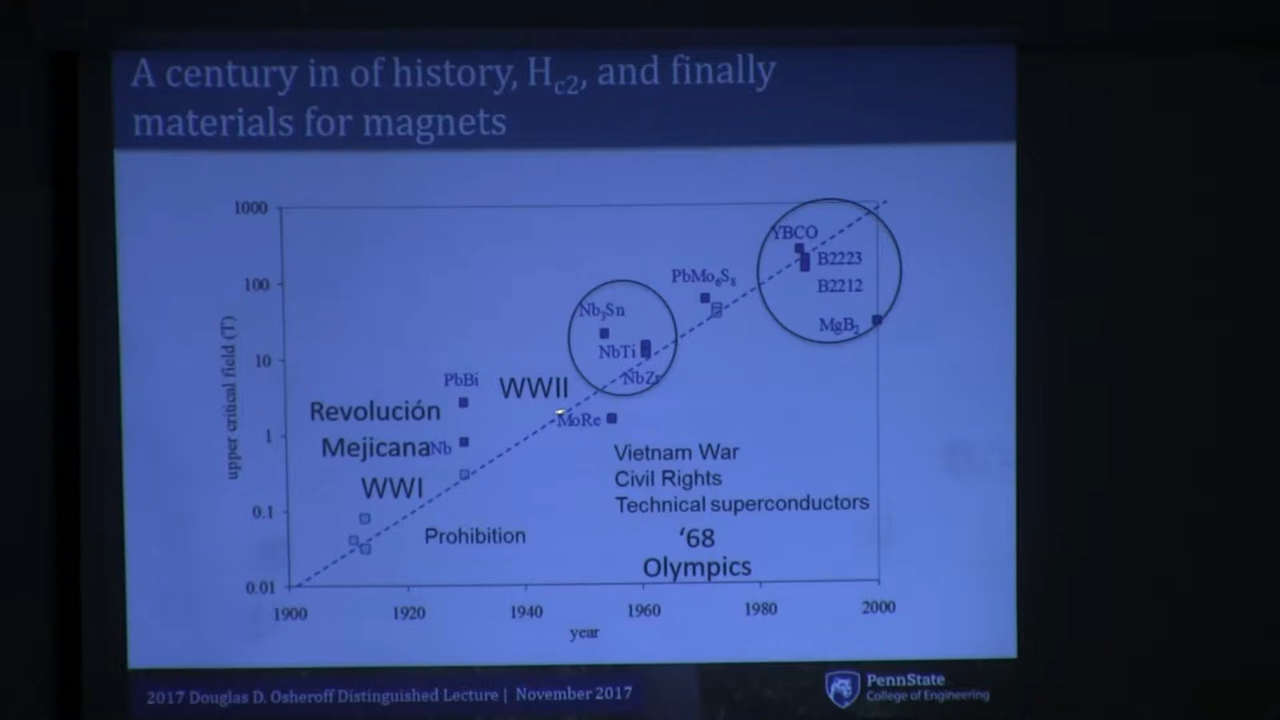 A century in of history, Hc2, and finally
materials for magnets
1000
100
10
1
0.1
0.01
upper critical field (T)
YBCO
B2223
B2212
MgB2
PbMo6S8
Nb3Sn
NbTi
NbZr
PbBi
WWII
MoRe
Revolución
Mejicana
Nb
WWI
Prohibition
Vietnam War
Civil Rights
Technical superconductors
‘68
Olympics
1900 1920 1940 1960 1980 2000
year
2017 Douglas D. Osheroff Distinguished Lecture | November 2017
PennState
College of Engineering